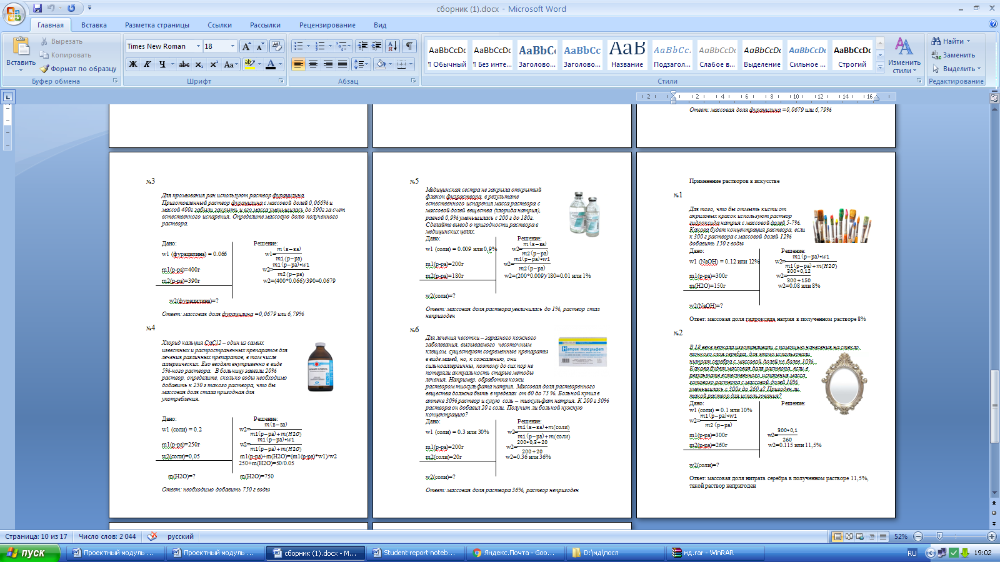 сборник (1).docx - Microsoft Word
Главная Вставка Разметка страницы Ссылки Рассылки Рецензирование Вид
Вставить
Вырезать
Копировать
Формат по образцу
Буфер обмена
Times New Roman 18
Ж К Ч abc x₂ x² Aa
Шрифт
Абзац
AaBbCcDc AaBbCcDc AaBbC AaBbCc AaB AaBbCc. AaBbCcDc AaBbCcDc AaBbCcDc AaBbCcDc
¶ Обычный ¶ Без инте... Заголово... Заголово... Название Подзагол... Слабое в... Выделение Сильное ... Строгий
Стили
Изменить
стили
Найти
Заменить
Выделить
Редактирование
2 2 4 6 8 10 12 14 16
Ответ: массовая доля фурацилина =0,0679 или 6,79%
№3
Для промывания ран используют раствор фурацилина.
Приготовленный раствор фурацилина с массовой долей 0,066% и
массой 400г забыли закрыть и его масса уменьшилась до 390г за счет
естественного испарения. Определите массовую долю полученного
раствора.
Дано: Решение:
w1 (фурацилина) = 0.066 w1=m(в−ва)/m1(р−ра)
m1(р-ра)=400г w2=m1(р−ра)*w1/m2(р−ра)
m2(р-ра)=390г w2=(400*0.066)/390=0.0679
w2(фурацилина)=?
Ответ: массовая доля фурацилина =0,0679 или 6,79%
№4
Хлорид кальция CaCl2 – один из самых
известных и распространенных препаратов для
лечения различных препаратов, в том числе
аллергических. Его вводят внутривенно в виде
5%-ного раствора. В больницу завезли 20%
раствор, определите, сколько воды необходимо
добавить к 250 г такого раствора, что бы
массовая доля стала пригодная для
употребления.
Дано: Решение:
w1 (соли) = 0.2 w2=m(в−ва)/m1(р−ра)+m(H2O)
m1(р-ра)=250г w2=m1(р−ра)*w1/m1(р−ра)+m(H2O)
w2(соли)=0,05 m1(р-ра)+m(H2O)=(m1(р-ра)*w1)/w2
250+m(H2O)=50/0.05
m(H2O)=? m(H2O)=750
Ответ: необходимо добавить 750 г воды
№5
Медицинская сестра не закрыла открытый
флакон физраствора, в результате
естественного испарения масса раствора с
массовой долей вещества (хлорида натрия),
равной 0,9% уменьшилась с 200 г до 180г.
Сделайте вывод о пригодности раствора в
медицинских целях.
Дано: Решение:
w1 (соли) = 0.009 или 0,9% w2=m(в−ва)/m2(р−ра)
m1(р-ра)=200г w2=m1(р−ра)*w1/m2(р−ра)
m2(р-ра)=180г w2=(200*0.009)/180=0.01 или 1%
w2(соли)=?
Ответ: массовая доля раствора увеличилась до 1%, раствор стал
непригоден
№6
Для лечения чесотки – заразного кожного
заболевания, вызываемого чесоточным
клещом, существуют современные препараты
в виде мазей, но, к сожалению, они
сильноаллергичны, поэтому до сих пор не
потеряли актуальность старые методы
лечения. Например, обработка кожи
раствором тиосульфата натрия. Массовая доля растворенного
вещества должна быть в пределах от 60 до 75 %. Больной купил в
аптеке 30% раствор и сухую соль – тиосульфат натрия. К 200 г 30%
раствора он добавил 20 г соли. Получит ли больной нужную
концентрацию?
Натрия тиосульфат
Дано: Решение:
w1 (соли) = 0.3 или 30% w2=m1(в−ва)+m(соли)/m1(р−ра)+m(соли)
m1(р-ра)=200г w2=200*0,3+20/200+20
m2(соли)=20г w2=0.36 или 36%
w2(соли)=?
Ответ: массовая доля раствора 36%, раствор непригоден
Применение растворов в искусстве
№1
Для того, что бы отмыть кисти от
акриловых красок используют раствор
гидроксида натрия с массовой долей 5-7%.
Какова будет концентрация раствора, если
к 300 г раствора с массовой долей 12%
добавить 150 г воды
Дано: Решение:
w1 (NaOH) = 0.12 или 12% w2=m1(р−ра)*w1/m1(р−ра)+m(H2O)
m1(р-ра)=300г w2=300*0,12/300+150
m(H2O)=150г w2=0.08 или 8%
w2(NaOH)=?
Ответ: массовая доля гидроксида натрия в полученном растворе 8%
№2
В 18 веке зеркала изготавливали с помощью нанесения на стекло
тонкого слоя серебра, для этого использовали
нитрат серебра с массовой долей не более 10%.
Какова будет массовая доля раствора, если в
результате естественного испарения масса
готового раствора с массовой долей 10%
уменьшилась с 300г до 260 г? Пригоден ли
такой раствор для использования?
Дано: Решение:
w1 (соли) = 0.1 или 10%
w2=m1(р−ра)*w1/m2 (р−ра)
m1(р-ра)=300г w2=300*0,1/260
m2(р-ра)=260г w2=0.115 или 11,5%
w2(соли)=?
Ответ: массовая доля нитрата серебра в полученном растворе 11,5%,
такой раствор непригоден
Страница: 10 из 17 Число слов: 2 044 русский 52%
пуск Проектный модуль ... Проектный модуль ... сборник (1).docx - M... Student report noteb... Яндекс.Почта - Goo... D:\мд\посл мд.rar - WinRAR RU 19:02